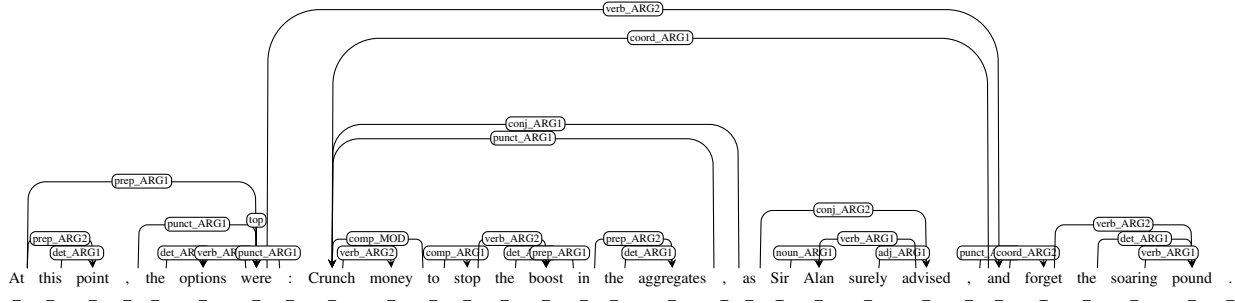 verb_ARG2
coord_ARG1
conj_ARG1
punct_ARG1
prep_ARG1
conj_ARG2
punct_ARG1 top verb_ARG2
prep_ARG2 comp_MOD verb_ARG2 prep_ARG2 verb_ARG1 det_ARG1
det_ARG1 verb_ARG2 comp_ARG1 prep_ARG1 det_ARG1 noun_ARG1 adj_ARG1 coord_ARG2 verb_ARG1
punct_ARG1
At this point , the options were : Crunch money to stop the boost in the aggregates , as Sir Alan surely advised , and forget the soaring pound .
_ _ _ _ _ _ _ _ _ _ _ _ _ _ _ _ _ _ _ _ _ _ _ _ _ _ _ _ _ _